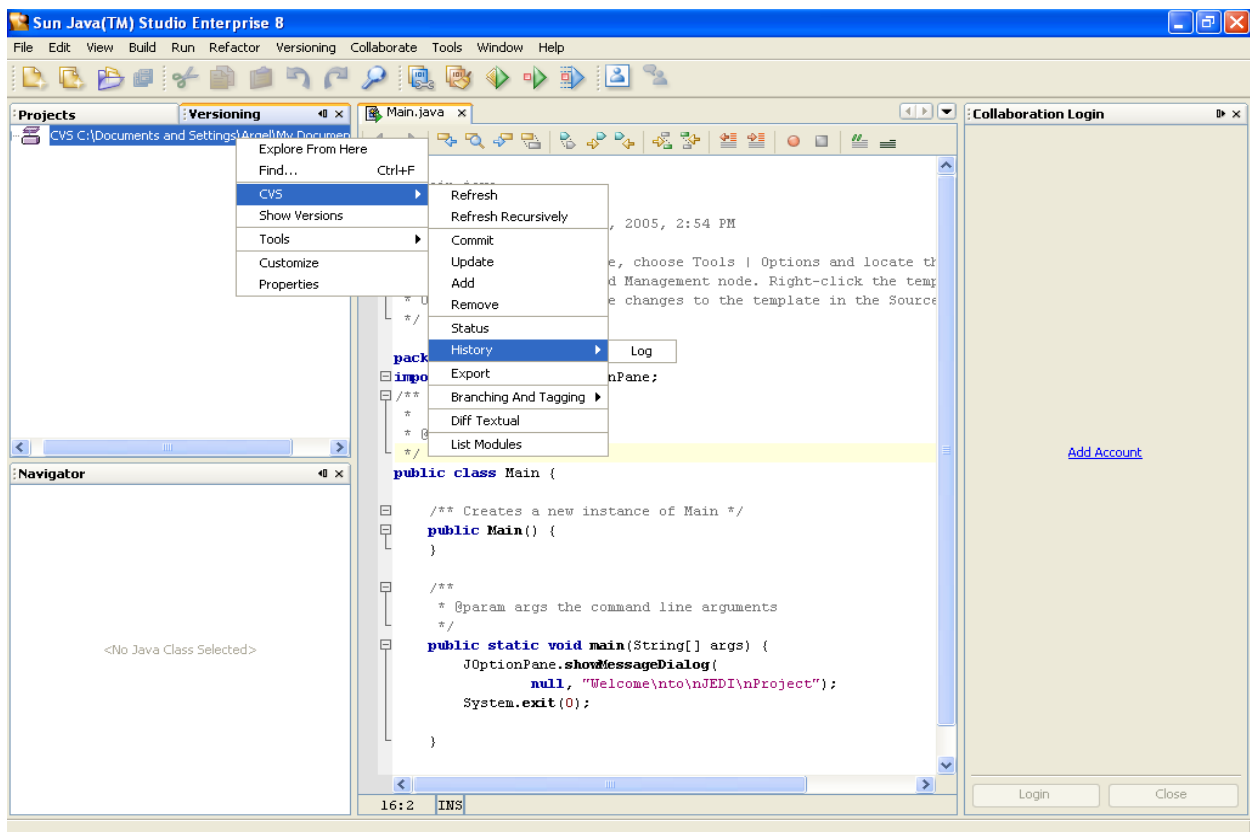 Sun Java(TM) Studio Enterprise 8
File Edit View Build Run Refactor Versioning Collaborate Tools Window Help
Projects
Versioning
CVS C:\Documents and Settings\Argel\My Documen
Explore From Here
Find... Ctrl+F
CVS
Show Versions
Tools
Customize
Properties
Refresh
Refresh Recursively
Commit
Update
Add
Remove
Status
History
Export
Branching And Tagging
Diff Textual
List Modules
Log
Navigator
<No Java Class Selected>
Main.java
, 2005, 2:54 PM
e, choose Tools | Options and locate th
d Management node. Right-click the temp
e changes to the template in the Source
*/
pack
impo nPane;
/**
*
* @
*/
public class Main {
/** Creates a new instance of Main */
public Main() {
}
/**
* @param args the command line arguments
*/
public static void main(String[] args) {
JOptionPane.showMessageDialog(
null, "Welcome\nto\nJEDI\nProject");
System.exit(0);
}
16:2 INS
Collaboration Login
Add Account
Login Close